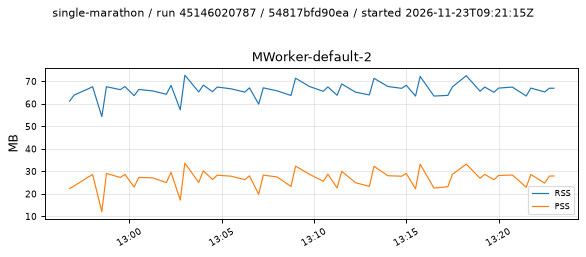 single-marathon / run 45146020787 / 54817bfd90ea / started 2026-11-23T09:21:15Z
MWorker-default-2
MB
70
60
50
40
30
20
10
RSS
PSS
13:00
13:05
13:10
13:15
13:20